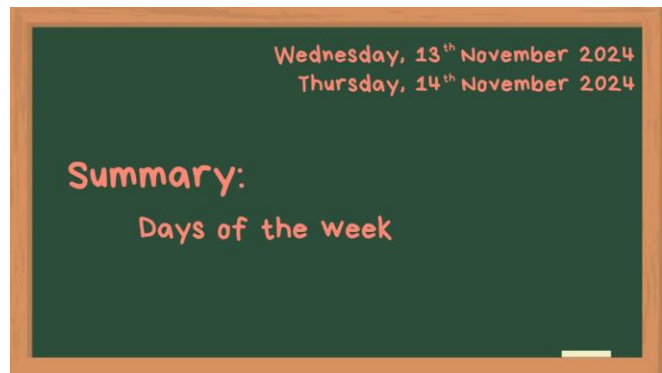 Wednesday, 13th November 2024
Thursday, 14th November 2024
Summary:
Days of the week